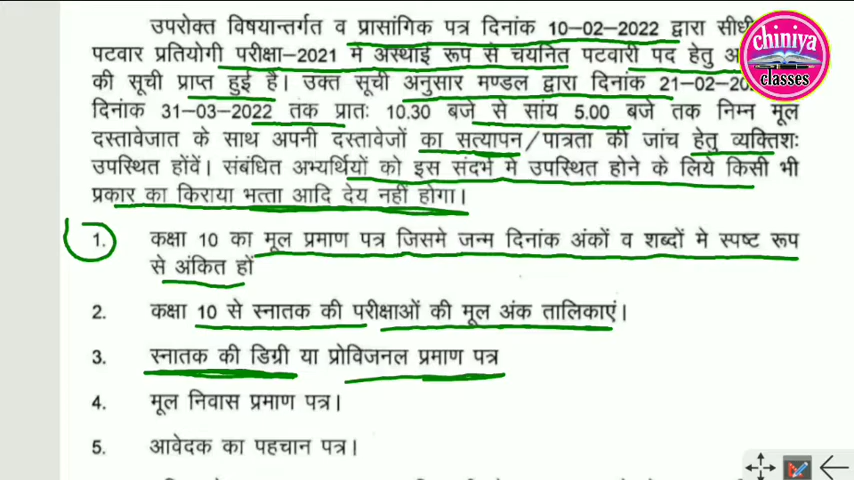 उपरोक्त विषयान्तर्गत व प्रासांगिक पत्र दिनांक 10-02-2022 द्वारा सीधी
पटवार प्रतियोगी परीक्षा-2021 में अस्थाई रूप से चयनित पटवारी पद हेतु
की सूची प्राप्त हुई है। उक्त सूची अनुसार मण्डल द्वारा दिनांक 21-02-20
दिनांक 31-03-2022 तक प्रातः 10.30 बजे से सांय 5.00 बजे तक निम्न मूल
दस्तावेजात के साथ अपनी दस्तावेजों का सत्यापन/पात्रता की जांच हेतु व्यक्तिशः
उपस्थित होंवें। संबंधित अभ्यर्थियों को इस संदर्भ मे उपस्थित होने के लिये किसी भी
प्रकार का किराया भत्ता आदि देय नहीं होगा।
1. कक्षा 10 का मूल प्रमाण पत्र जिसमे जन्म दिनांक अंकों व शब्दों मे स्पष्ट रूप
से अंकित हों
2. कक्षा 10 से स्नातक की परीक्षाओं की मूल अंक तालिकाएं।
3. स्नातक की डिग्री या प्रोविजनल प्रमाण पत्र
4. मूल निवास प्रमाण पत्र।
5. आवेदक का पहचान पत्र।
chiniya
classes